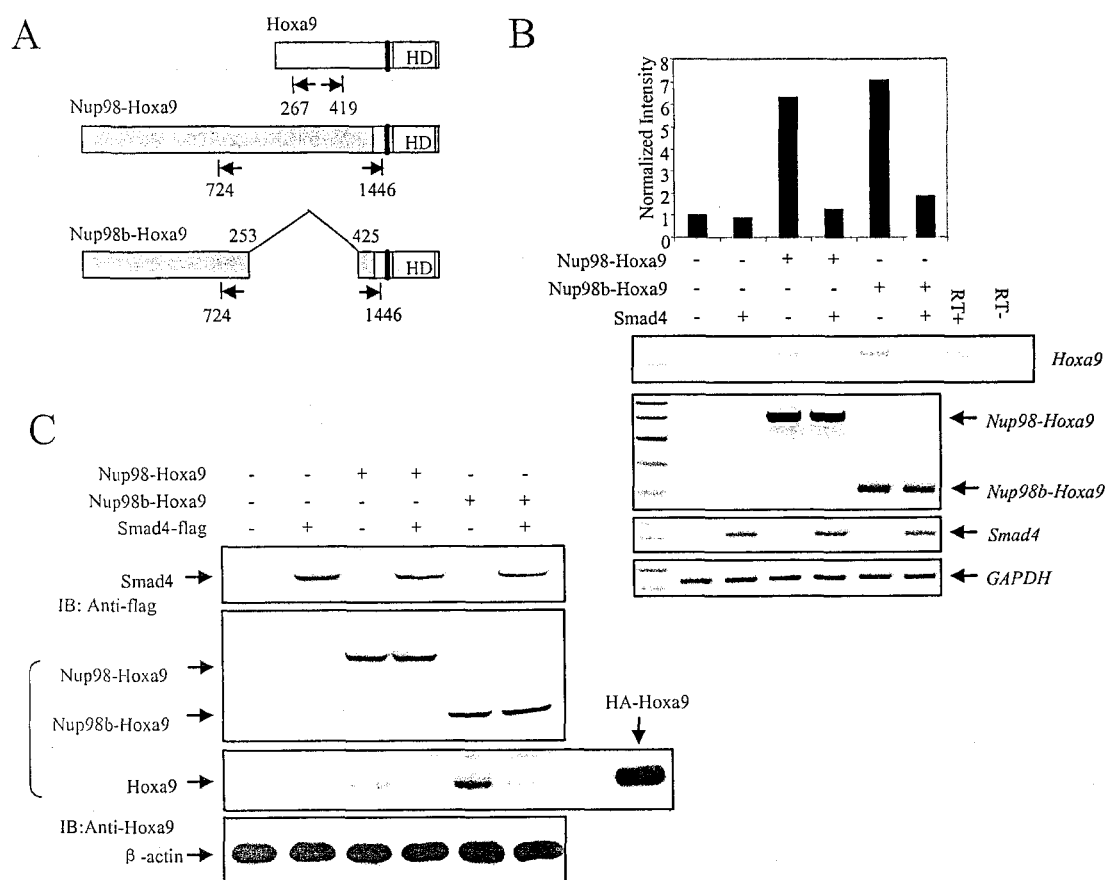 A
Hoxa9
HD
267 419
Nup98-Hoxa9
HD
724 1446
Nup98b-Hoxa9 253 425
HD
724 1446
B
Normalized Intensity
8
7
6
5
4
3
2
1
0
Nup98-Hoxa9 - - + + - -
Nup98b-Hoxa9 - - - - + +
Smad4 - + - + - + RT+ RT-
Hoxa9
Nup98-Hoxa9
Nup98b-Hoxa9
Smad4
GAPDH
C
Nup98-Hoxa9 - - + + - -
Nup98b-Hoxa9 - - - - + +
Smad4-flag - + - + - +
Smad4
IB: Anti-flag
Nup98-Hoxa9
Nup98b-Hoxa9
HA-Hoxa9
Hoxa9
IB:Anti-Hoxa9
β-actin